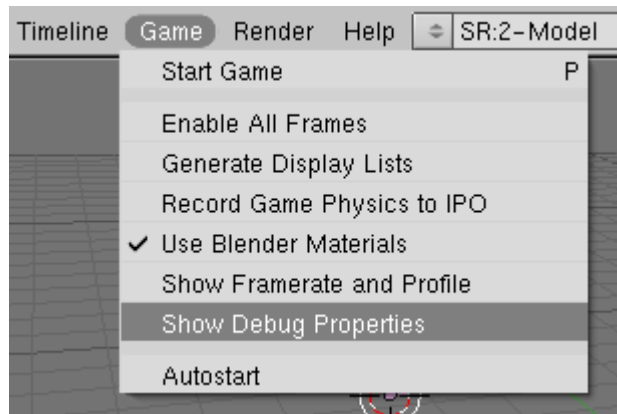 Timeline Game Render Help SR:2-Model
Start Game P
Enable All Frames
Generate Display Lists
Record Game Physics to IPO
Use Blender Materials
Show Framerate and Profile
Show Debug Properties
Autostart